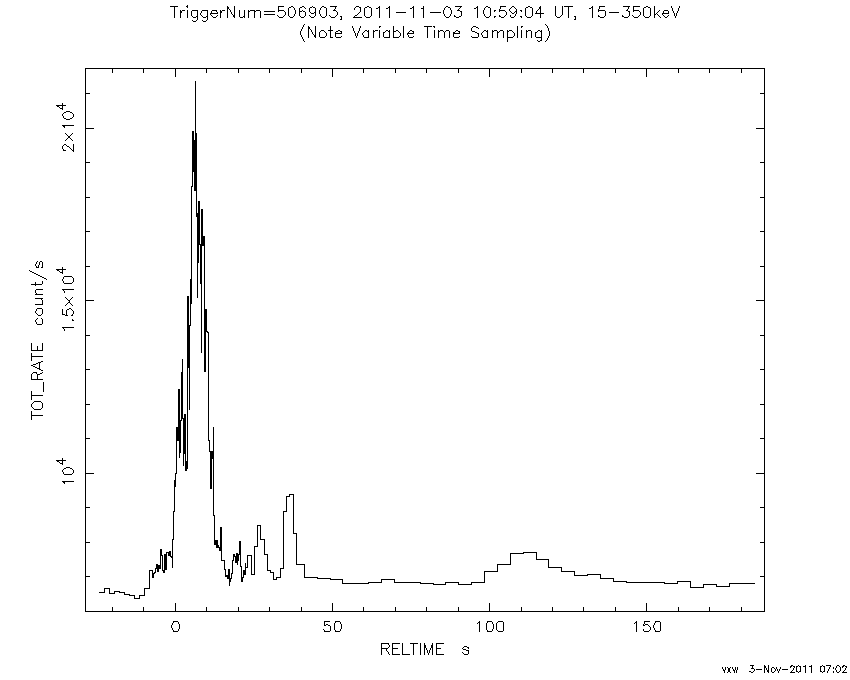 TriggerNum=506903, 2011-11-03 10:59:04 UT, 15-350keV
(Note Variable Time Sampling)
2×10⁴
1.5×10⁴
10⁴
TOT_RATE count/s
0 50 100 150
RELTIME s
vxw 3-Nov-2011 07:02